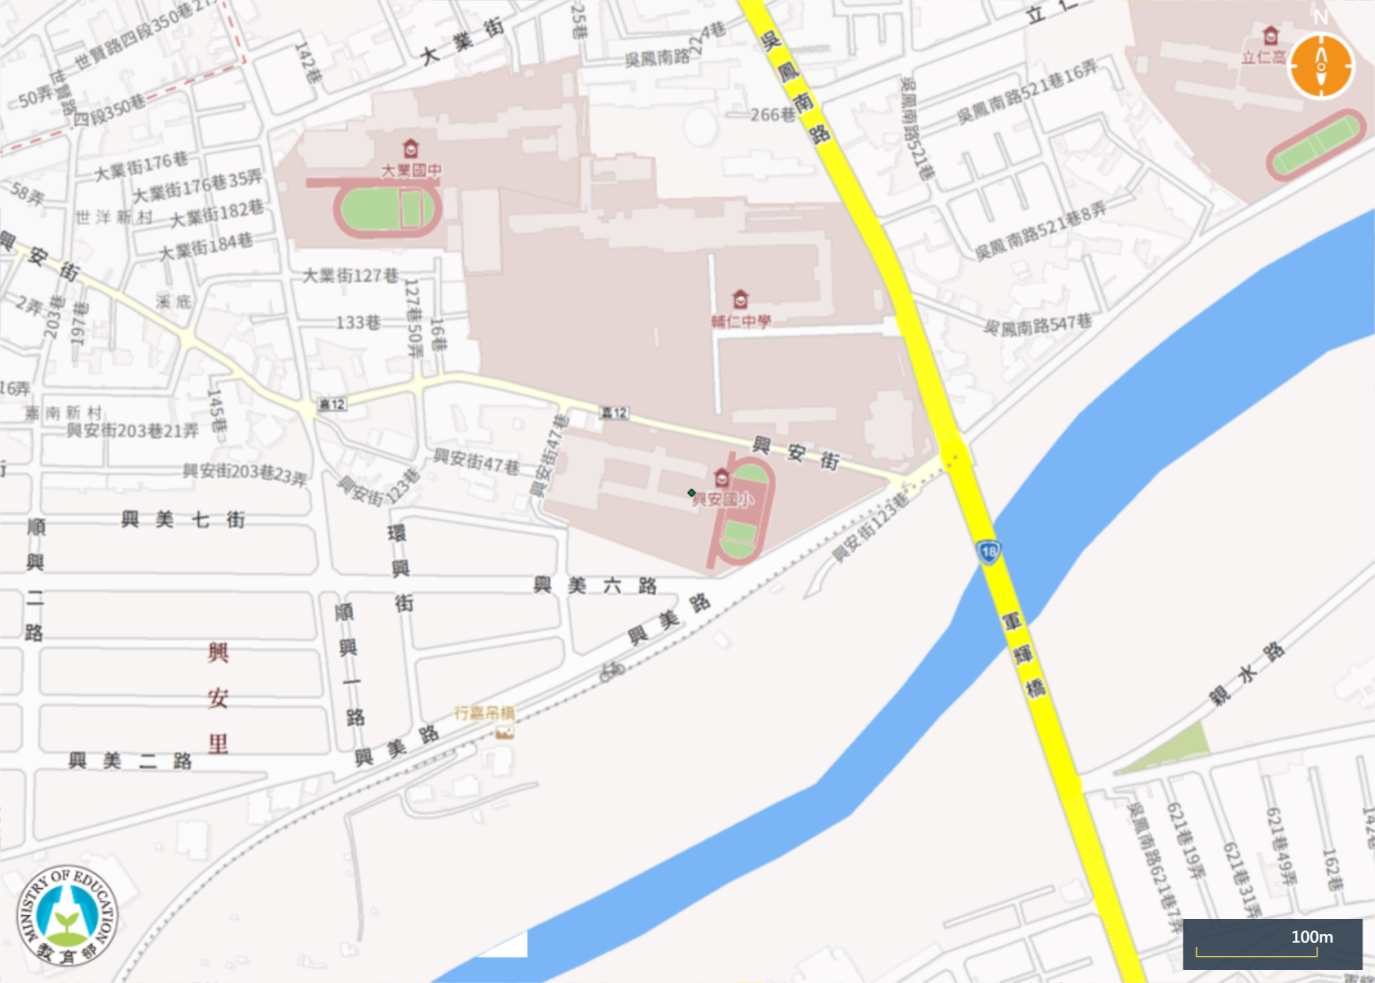 世賢路四段350巷27
25巷
大業街
142巷
吳鳳南路
22
4巷
吳鳳南路
立仁
N
立仁高
50弄
世賢路
四段350巷
266巷
吳鳳南路521巷
吳鳳南路521巷16弄
大業國中
大業街176巷
大業街176巷35弄
58弄
世洋新村
大業街182巷
大業街184巷
吳鳳南路521巷8弄
興安街
大業街127巷
溪底
2弄
203巷
197巷
133巷
127巷50弄
16巷
輔仁中學
吳鳳南路547巷
16弄
嘉南新村
145巷
嘉12
嘉12
興安街203巷21弄
興安街
興安街47巷
興安街47巷
街
興安街203巷23弄
興安街123巷
興安國小
興安街123巷
興美七街
順興二路
環興街
18
興美六路
順興一路
興美路
軍輝橋
興安里
親水路
行嘉吊橋
興美路
興美二路
吳鳳南路621巷7弄
621巷19弄
621巷31弄
621巷49弄
162巷
142巷
MINISTRY OF EDUCATION
教育部
100m